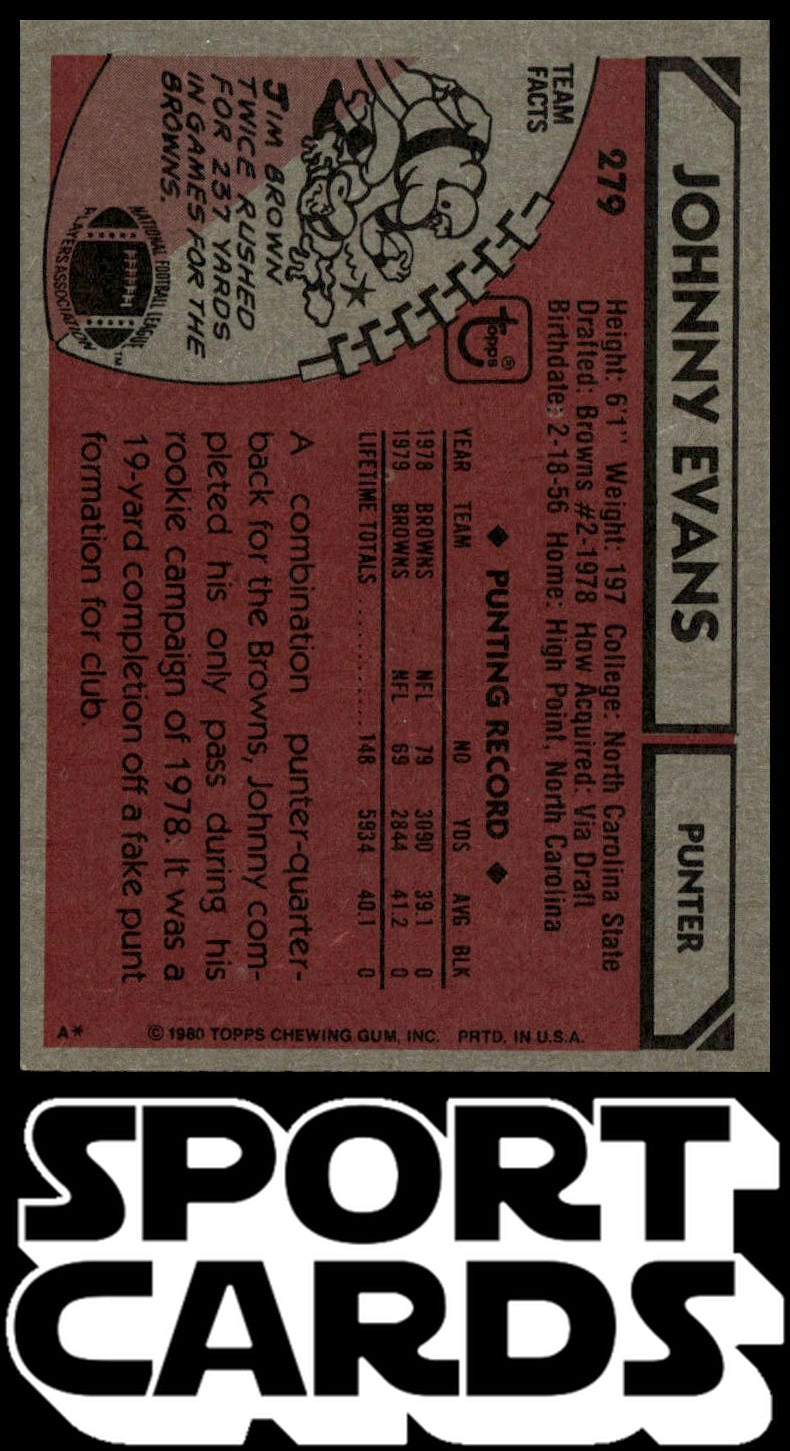 JOHNNY EVANS
PUNTER
279
Height: 6'1" Weight: 197 College: North Carolina State
Drafted: Browns #2-1978 How Acquired: Via Draft
Birthdate: 2-18-56 Home: High Point, North Carolina
TEAM
FACTS
topps®
JIM BROWN
TWICE RUSHED
FOR 237 YARDS
IN GAMES FOR THE
BROWNS.
NATIONAL FOOTBALL LEAGUE
PLAYERS ASSOCIATION™
◆ PUNTING RECORD ◆
YEAR TEAM NO YDS AVG BLK
1978 BROWNS NFL 79 3090 39.1 0
1979 BROWNS NFL 69 2844 41.2 0
LIFETIME TOTALS .................. 148 5934 40.1 0
A combination punter-quarter-
back for the Browns, Johnny com-
pleted his only pass during his
rookie campaign of 1978. It was a
19-yard completion off a fake punt
formation for club.
© 1980 TOPPS CHEWING GUM, INC. PRTD. IN U.S.A.
A*
SPORT
CARDS